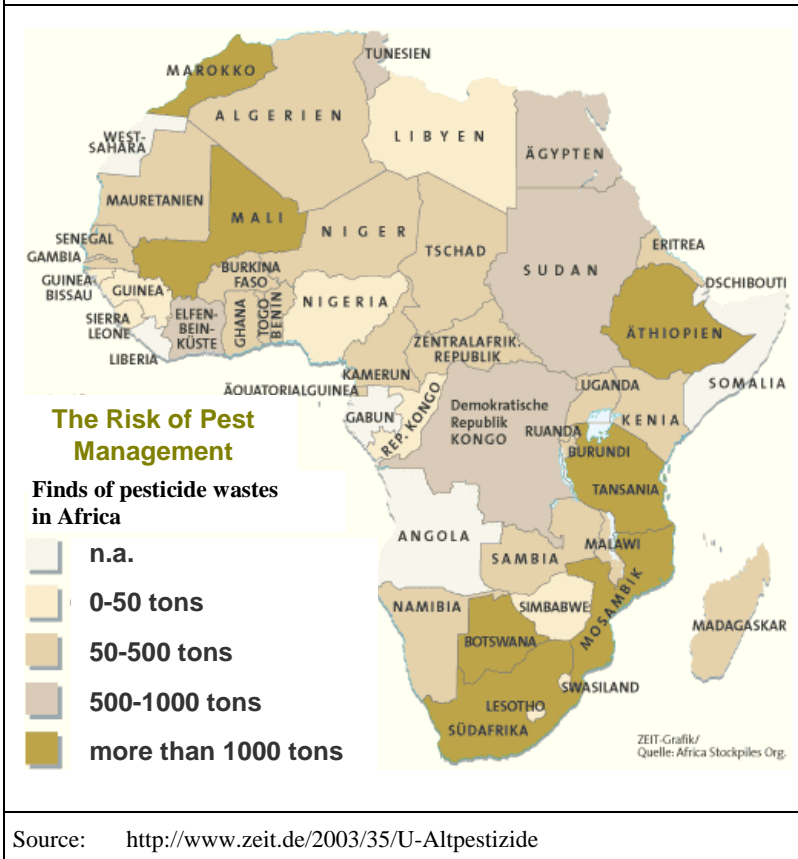 MAROKKO
TUNESIEN
ALGERIEN
LIBYEN
ÄGYPTEN
WEST-
SAHARA
MAURETANIEN
MALI
NIGER
TSCHAD
SUDAN
ERITREA
DSCHIBOUTI
SENEGAL
GAMBIA
GUINEA
BISSAU
GUINEA
SIERRA
LEONE
LIBERIA
BURKINA
FASO
ELFEN-
BEIN-
KÜSTE
GHANA
TOGO
BENIN
NIGERIA
ÄTHIOPIEN
SOMALIA
ZENTRALAFRIK.
REPUBLIK
KAMERUN
ÄQUATORIALGUINEA
GABUN
REP. KONGO
Demokratische
Republik
KONGO
UGANDA
KENIA
RUANDA
BURUNDI
TANSANIA
ANGOLA
SAMBIA
MALAWI
MOSAMBIK
SIMBABWE
NAMIBIA
BOTSWANA
MADAGASKAR
SWASILAND
LESOTHO
SÜDAFRIKA
The Risk of Pest
Management
Finds of pesticide wastes
in Africa
n.a.
0-50 tons
50-500 tons
500-1000 tons
more than 1000 tons
ZEIT-Grafik/
Quelle: Africa Stockpiles Org.
Source: http://www.zeit.de/2003/35/U-Altpestizide